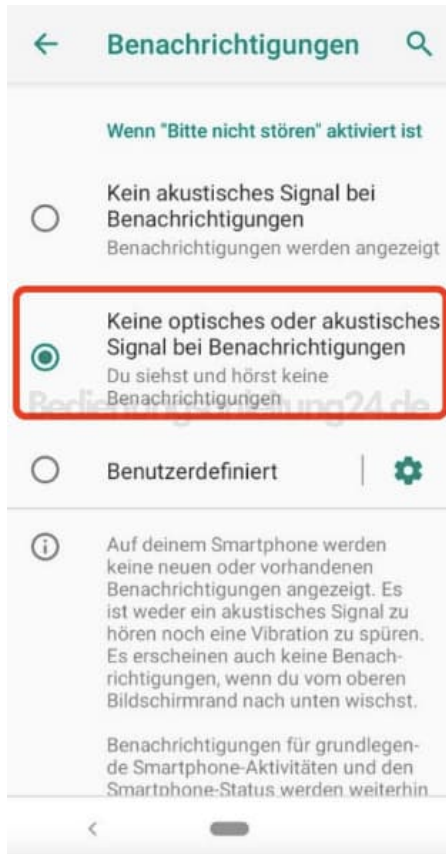 Benachrichtigungen
Wenn "Bitte nicht stören" aktiviert ist
Kein akustisches Signal bei
Benachrichtigungen
Benachrichtigungen werden angezeigt
Keine optisches oder akustisches
Signal bei Benachrichtigungen
Du siehst und hörst keine
Benachrichtigungen
Bedienungsanleitung24.de
Benutzerdefiniert
Auf deinem Smartphone werden
keine neuen oder vorhandenen
Benachrichtigungen angezeigt. Es
ist weder ein akustisches Signal zu
hören noch eine Vibration zu spüren.
Es erscheinen auch keine Benach-
richtigungen, wenn du vom oberen
Bildschirmrand nach unten wischst.
Benachrichtigungen für grundlegen-
de Smartphone-Aktivitäten und den
Smartphone-Status werden weiterhin